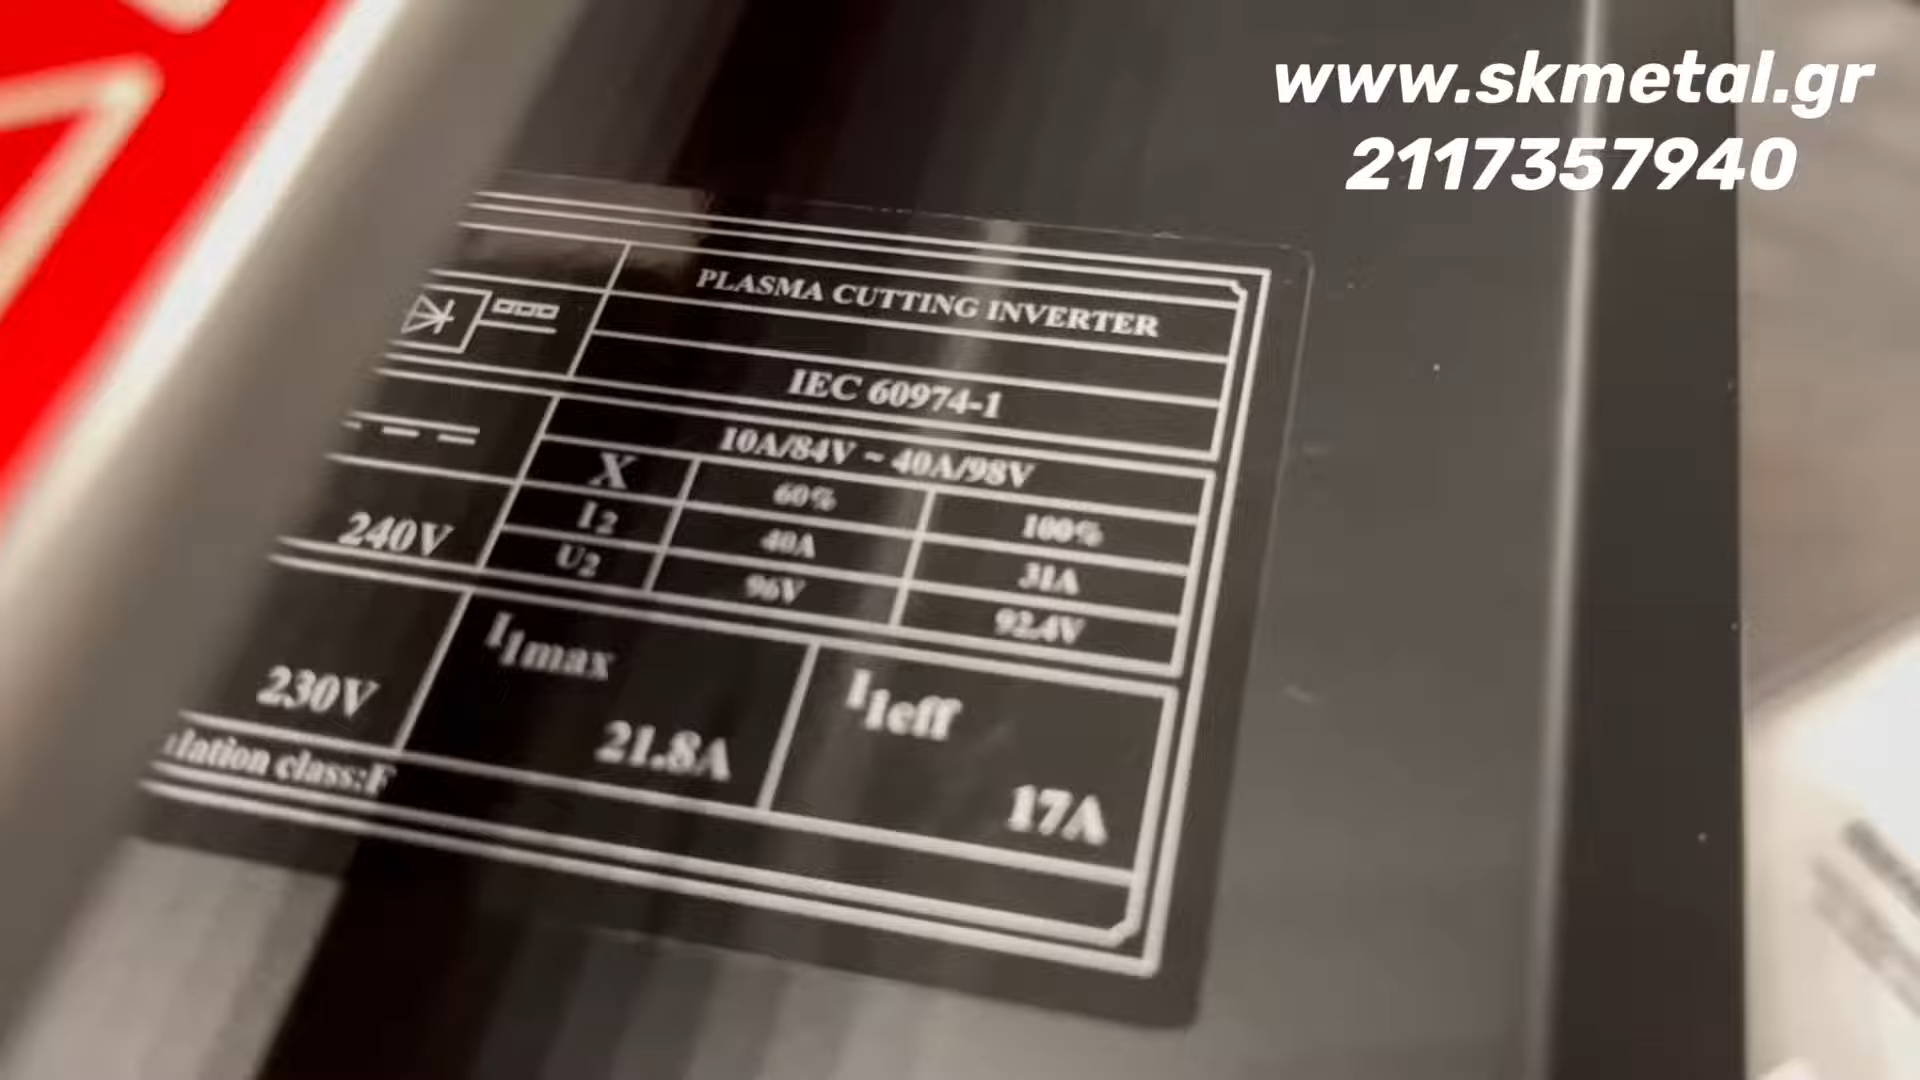 www.skmetal.gr
2117357940
PLASMA CUTTING INVERTER
IEC 60974-1
10A/84V ~ 40A/98V
X 60% 100%
I2 40A 31A
240V U2 96V 92.4V
I1max I1eff
230V 21.8A 17A
lation class:F